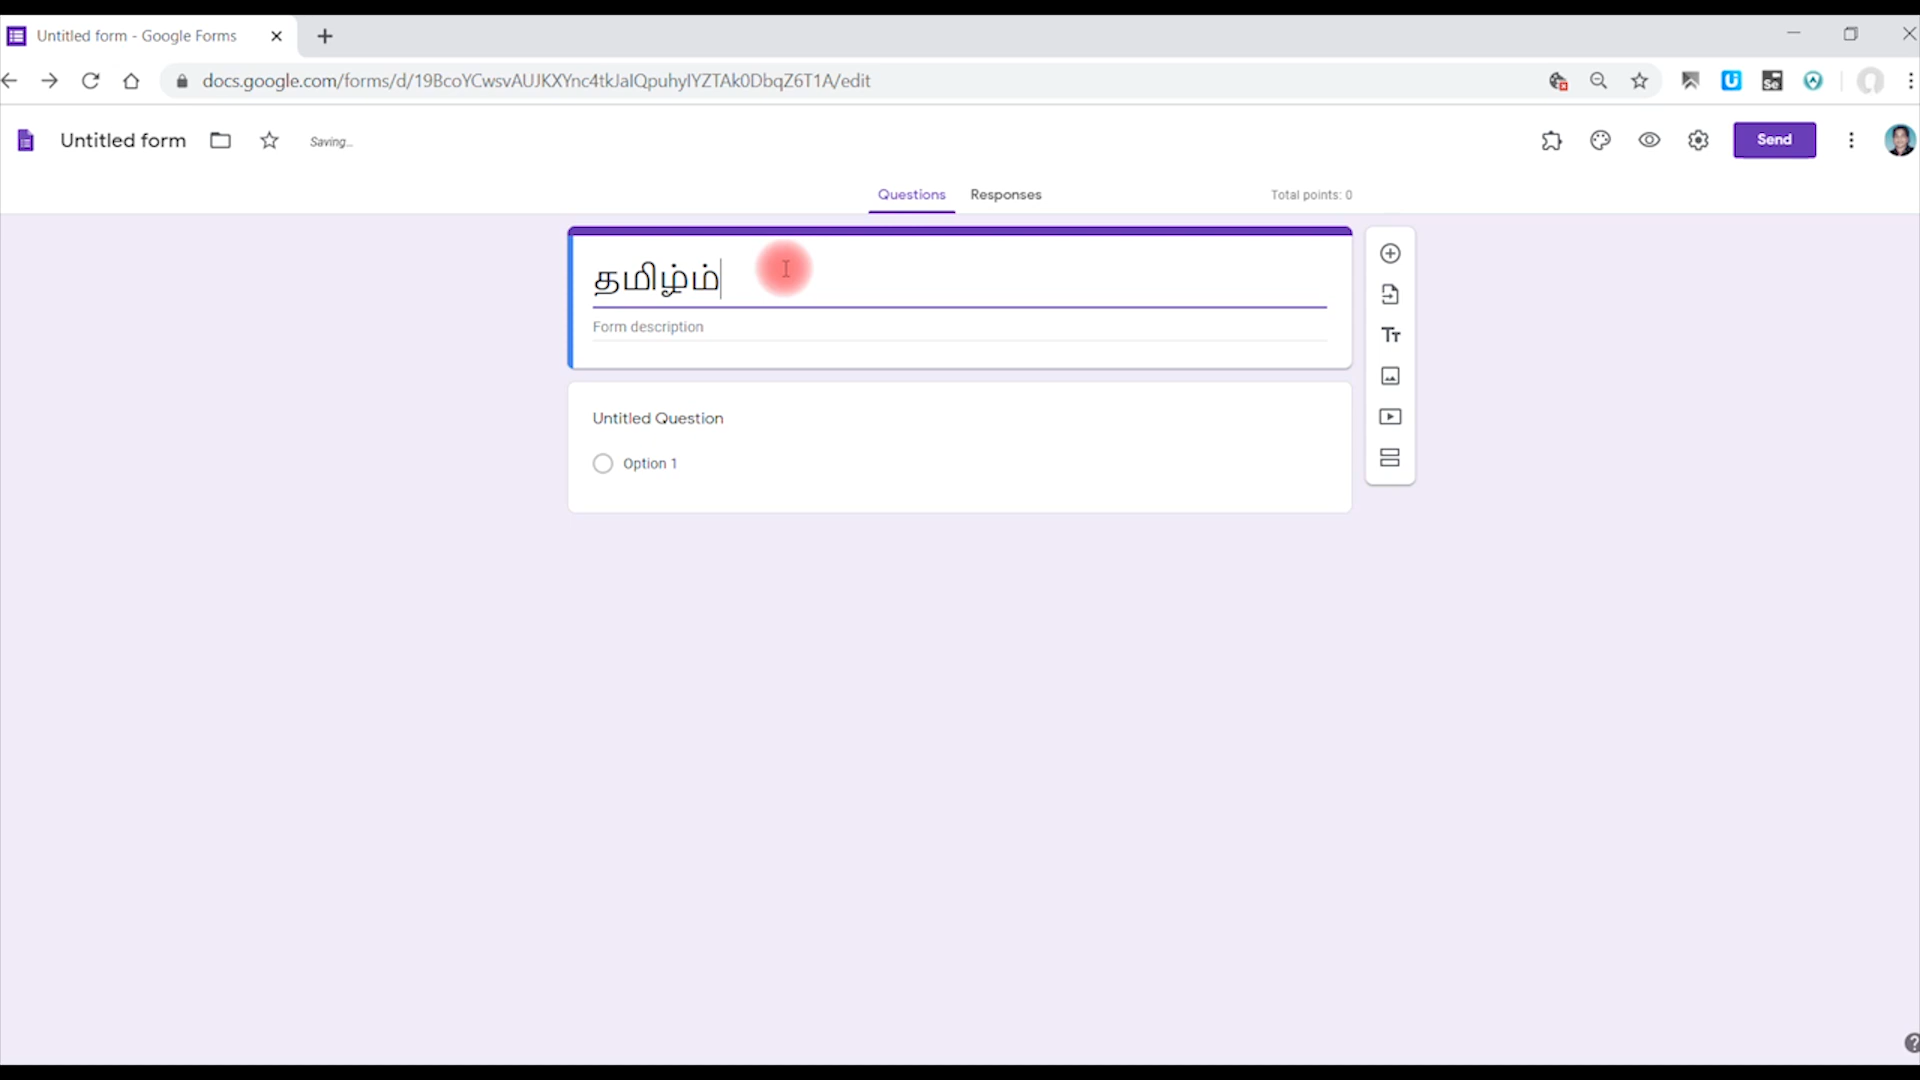 Untitled form - Google Forms
docs.google.com/forms/d/19BcoYCwsvAUJKXYnc4tkJaIQpuhyIYZTAk0DbqZ6T1A/edit
Untitled form
Saving...
Send
Questions
Responses
Total points: 0
தமிழ்ம்
Form description
Untitled Question
Option 1